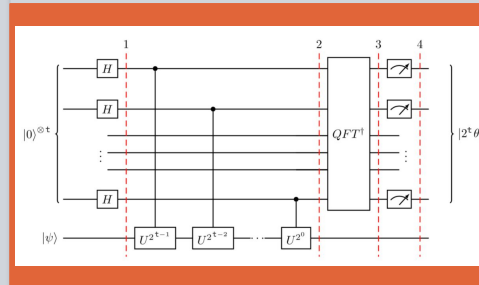 1 2 3 4
H
H
|0⟩^{⊗t} ⋮ QFT^† ⋮ |2^tθ
H
|ψ⟩ U^{2^{t−1}} U^{2^{t−2}} ⋯ U^{2^0}